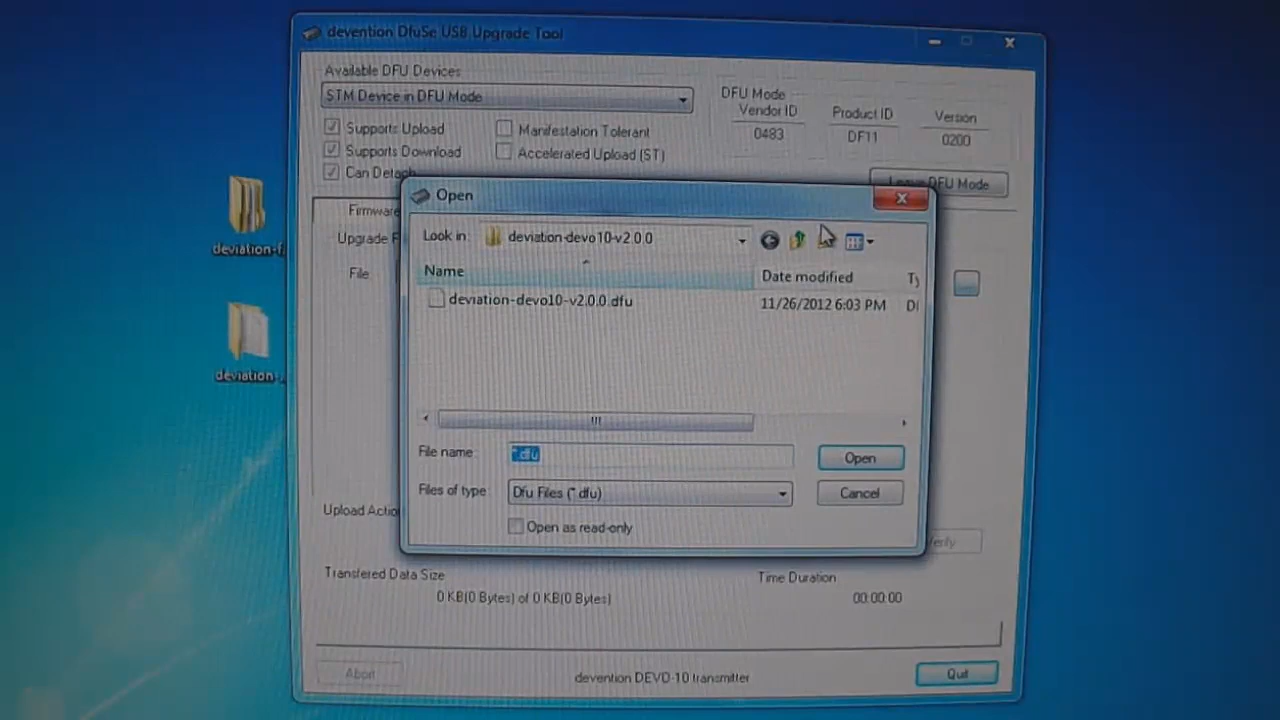 devention DfuSe USB Upgrade Tool
Available DFU Devices
STM Device in DFU Mode
Supports Upload
Manifestation Tolerant
Supports Download
Accelerated Upload (ST)
Can Detach
DFU Mode
Vendor ID
Product ID
Version
0483
DF11
0200
DFU Mode
Firmware
Upgrade F
File
Open
Look in:
deviation-devo10-v2.0.0
Name
Date modified
Ty
deviation-devo10-v2.0.0.dfu
11/26/2012 6:03 PM
File name:
*.dfu
Open
Files of type:
Dfu Files (*.dfu)
Cancel
Open as read-only
deviation-f
deviation-
Upload Actio
Transfered Data Size
Time Duration
0 KB(0 Bytes) of 0 KB(0 Bytes)
00:00:00
Abort
devention DEVO-10 transmitter
Quit